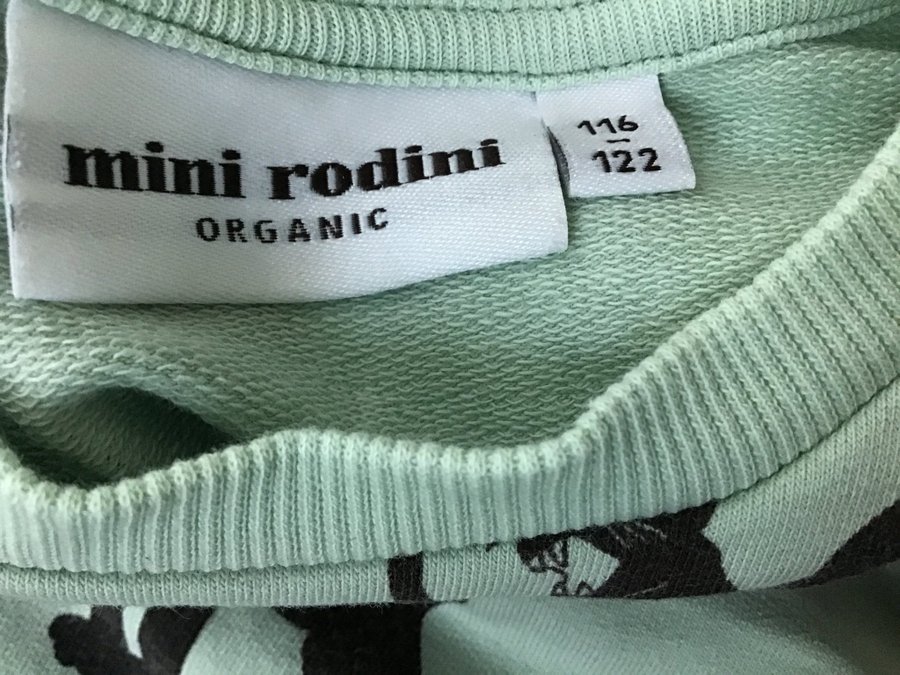 mini rodini
ORGANIC
116
122